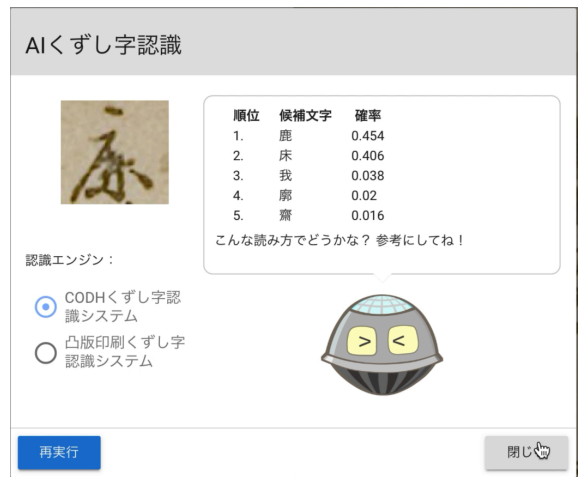 AIくずし字認識
順位 候補文字 確率
1. 鹿 0.454
2. 床 0.406
3. 我 0.038
4. 廓 0.02
5. 齋 0.016
こんな読み方でどうかな？ 参考にしてね！
認識エンジン：
CODHくずし字認
識システム
凸版印刷くずし字
認識システム
再実行
閉じ